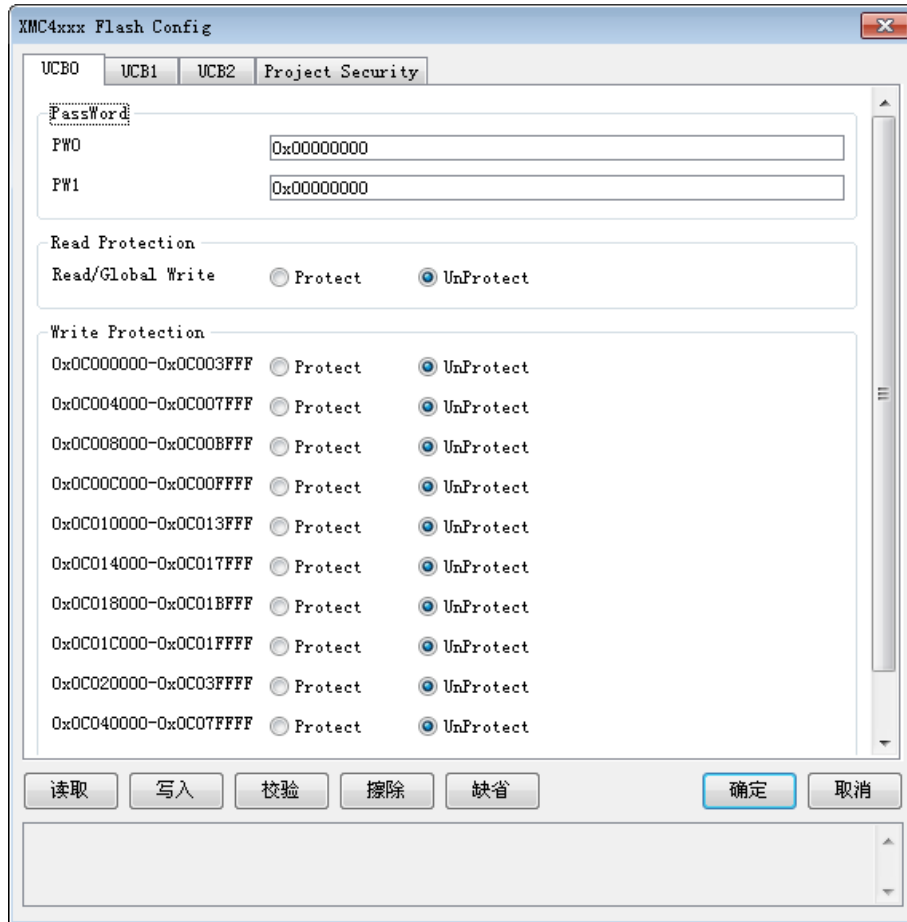 XMC4xxx Flash Config
UCB0 UCB1 UCB2 Project Security
PassWord
PW0 0x00000000
PW1 0x00000000
Read Protection
Read/Global Write Protect UnProtect
Write Protection
0x0C000000-0x0C003FFF Protect UnProtect
0x0C004000-0x0C007FFF Protect UnProtect
0x0C008000-0x0C00BFFF Protect UnProtect
0x0C00C000-0x0C00FFFF Protect UnProtect
0x0C010000-0x0C013FFF Protect UnProtect
0x0C014000-0x0C017FFF Protect UnProtect
0x0C018000-0x0C01BFFF Protect UnProtect
0x0C01C000-0x0C01FFFF Protect UnProtect
0x0C020000-0x0C03FFFF Protect UnProtect
0x0C040000-0x0C07FFFF Protect UnProtect
读取 写入 校验 擦除 缺省 确定 取消